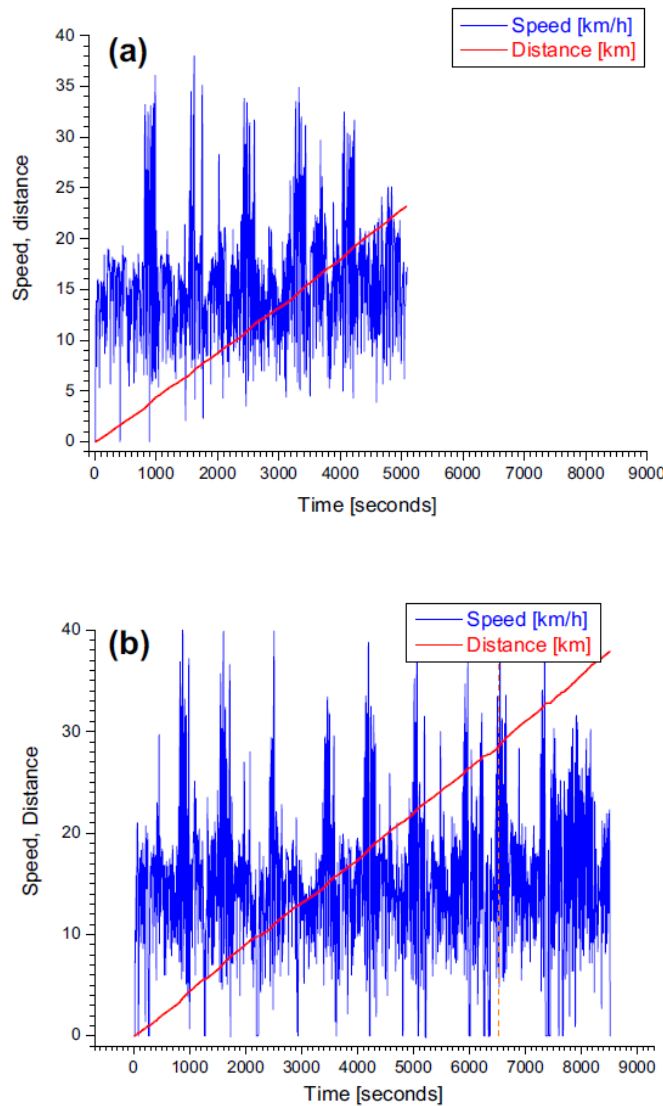 (a)
Speed [km/h]
Distance [km]
40
35
30
25
20
15
10
5
0
Speed, distance
0 1000 2000 3000 4000 5000 6000 7000 8000 9000
Time [seconds]
(b)
Speed [km/h]
Distance [km]
40
30
20
10
0
Speed, Distance
0 1000 2000 3000 4000 5000 6000 7000 8000 9000
Time [seconds]